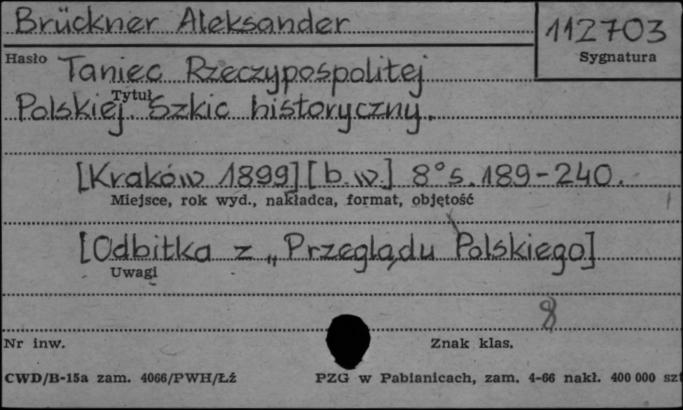 Brückner Aleksander
112703
Hasło
Sygnatura
Taniec Rzeczypospolitej
Tytuł
Polskiej. Szkic historyczny.
[Kraków 1899] [b.w.] 8° s. 189-240.
Miejsce, rok wyd., nakładca, format, objętość
[Odbitka z „Przeglądu Polskiego]
Uwagi
8
Nr inw.
Znak klas.
CWD/B-15a zam. 4066/PWH/Łź
PZG w Pabianicach, zam. 4-66 nakł. 400 000 szt